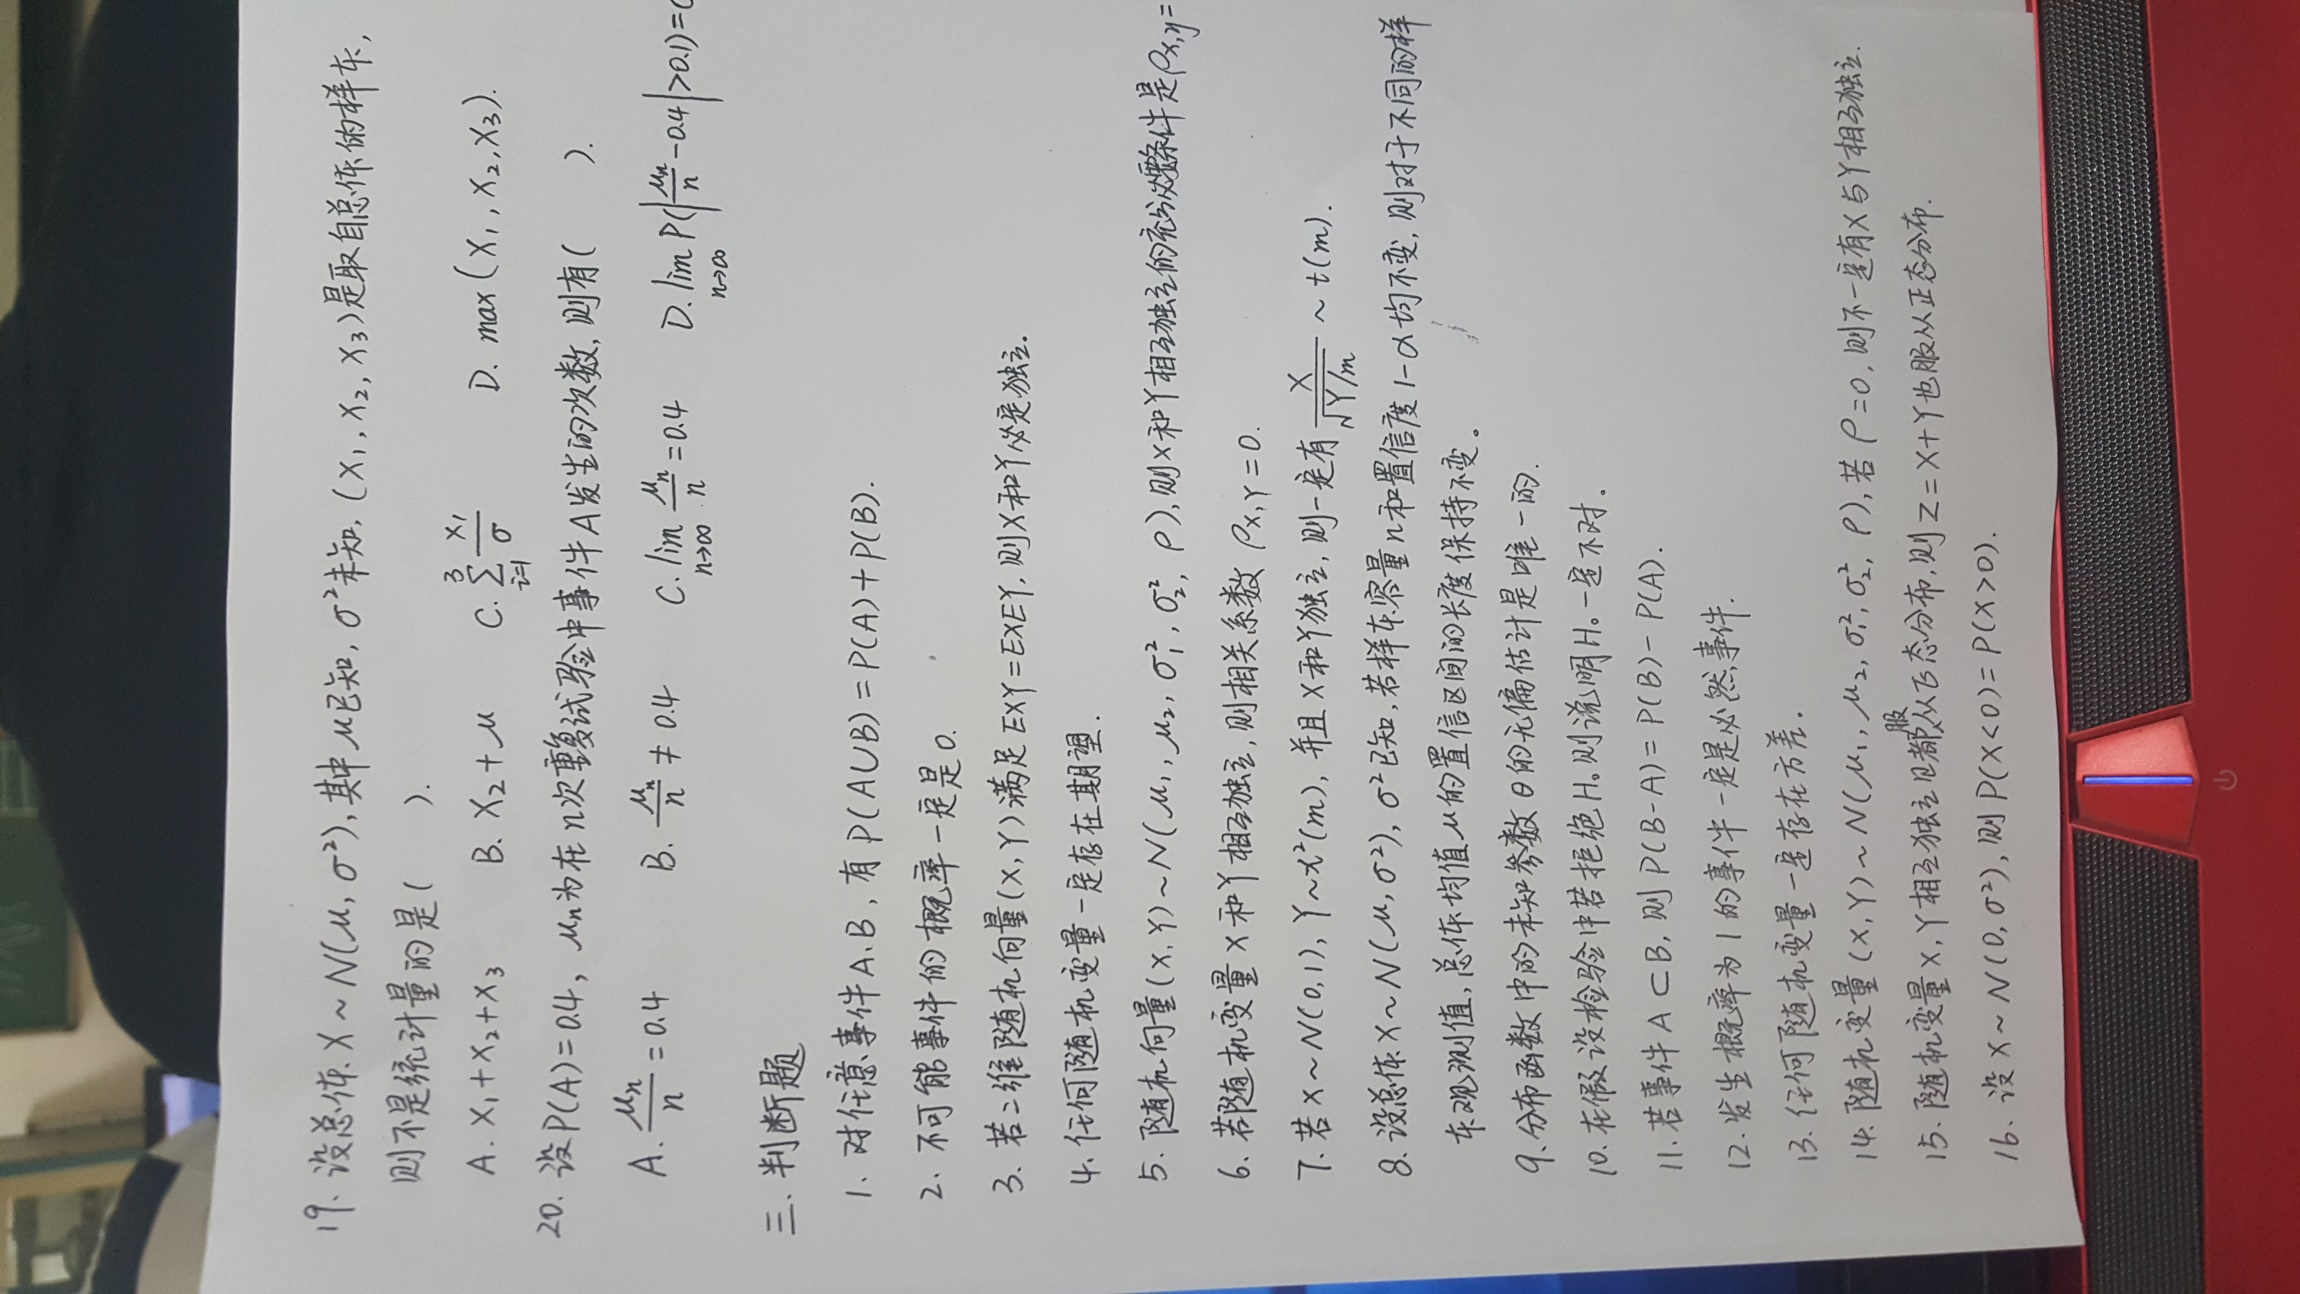 19. 设总体X~N(μ, σ²),其中μ已知, σ²未知, (X₁, X₂, X₃)是取自总体的样本,
则不是统计量的是( ).
A. X₁+X₂+X₃ B. X₂+μ C. ∑_{i=1}^{3} X₁/σ D. max(X₁, X₂, X₃).
20. 设P(A)=0.4, μₙ为在n次重复试验中事件A发生的次数, 则有( ).
A. μₙ/n=0.4 B. μₙ/n≠0.4 C. lim_{n→∞} μₙ/n=0.4 D. lim_{n→∞} P(|μₙ/n-0.4|>0.1)=
三. 判断题
1. 对任意事件A.B, 有P(A∪B)=P(A)+P(B).
2. 不可能事件的概率一定是0.
3. 若二维随机向量(X,Y)满足EXY=EXEY, 则X和Y必定独立.
4. 任何随机变量一定存在期望.
5. 随机向量(X,Y)~N(μ₁, μ₂, σ₁², σ₂², ρ),则X和Y相互独立的充分必要条件是ρx,y=
6. 若随机变量X和Y相互独立,则相关系数ρx,Y=0.
7. 若X~N(0,1), Y~χ²(m), 并且X和Y独立, 则一定有 X/√(Y/m) ~t(m).
8. 设总体X~N(μ,σ²), σ²已知,若样本容量n和置信度1-α均不变, 则对于不同的样
本观测值,总体均值μ的置信区间的长度保持不变。
9. 分布函数中的未知参数θ的无偏估计是唯一的.
10. 在假设检验中若拒绝H₀则说明H₀一定不对.
11. 若事件A⊂B, 则P(B-A)=P(B)-P(A).
12. 发生概率为1的事件一定是必然事件.
13. 任何随机变量一定存在方差.
14. 随机变量(X,Y)~N(μ₁, μ₂, σ₁², σ₂², ρ),若ρ=0, 则不一定有X与Y相互独立.
15. 随机变量X,Y相互独立且都服从正态分布,则Z=X+Y也服从正态分布.
16. 设X~N(0,σ²), 则P(X<0)=P(X>0).